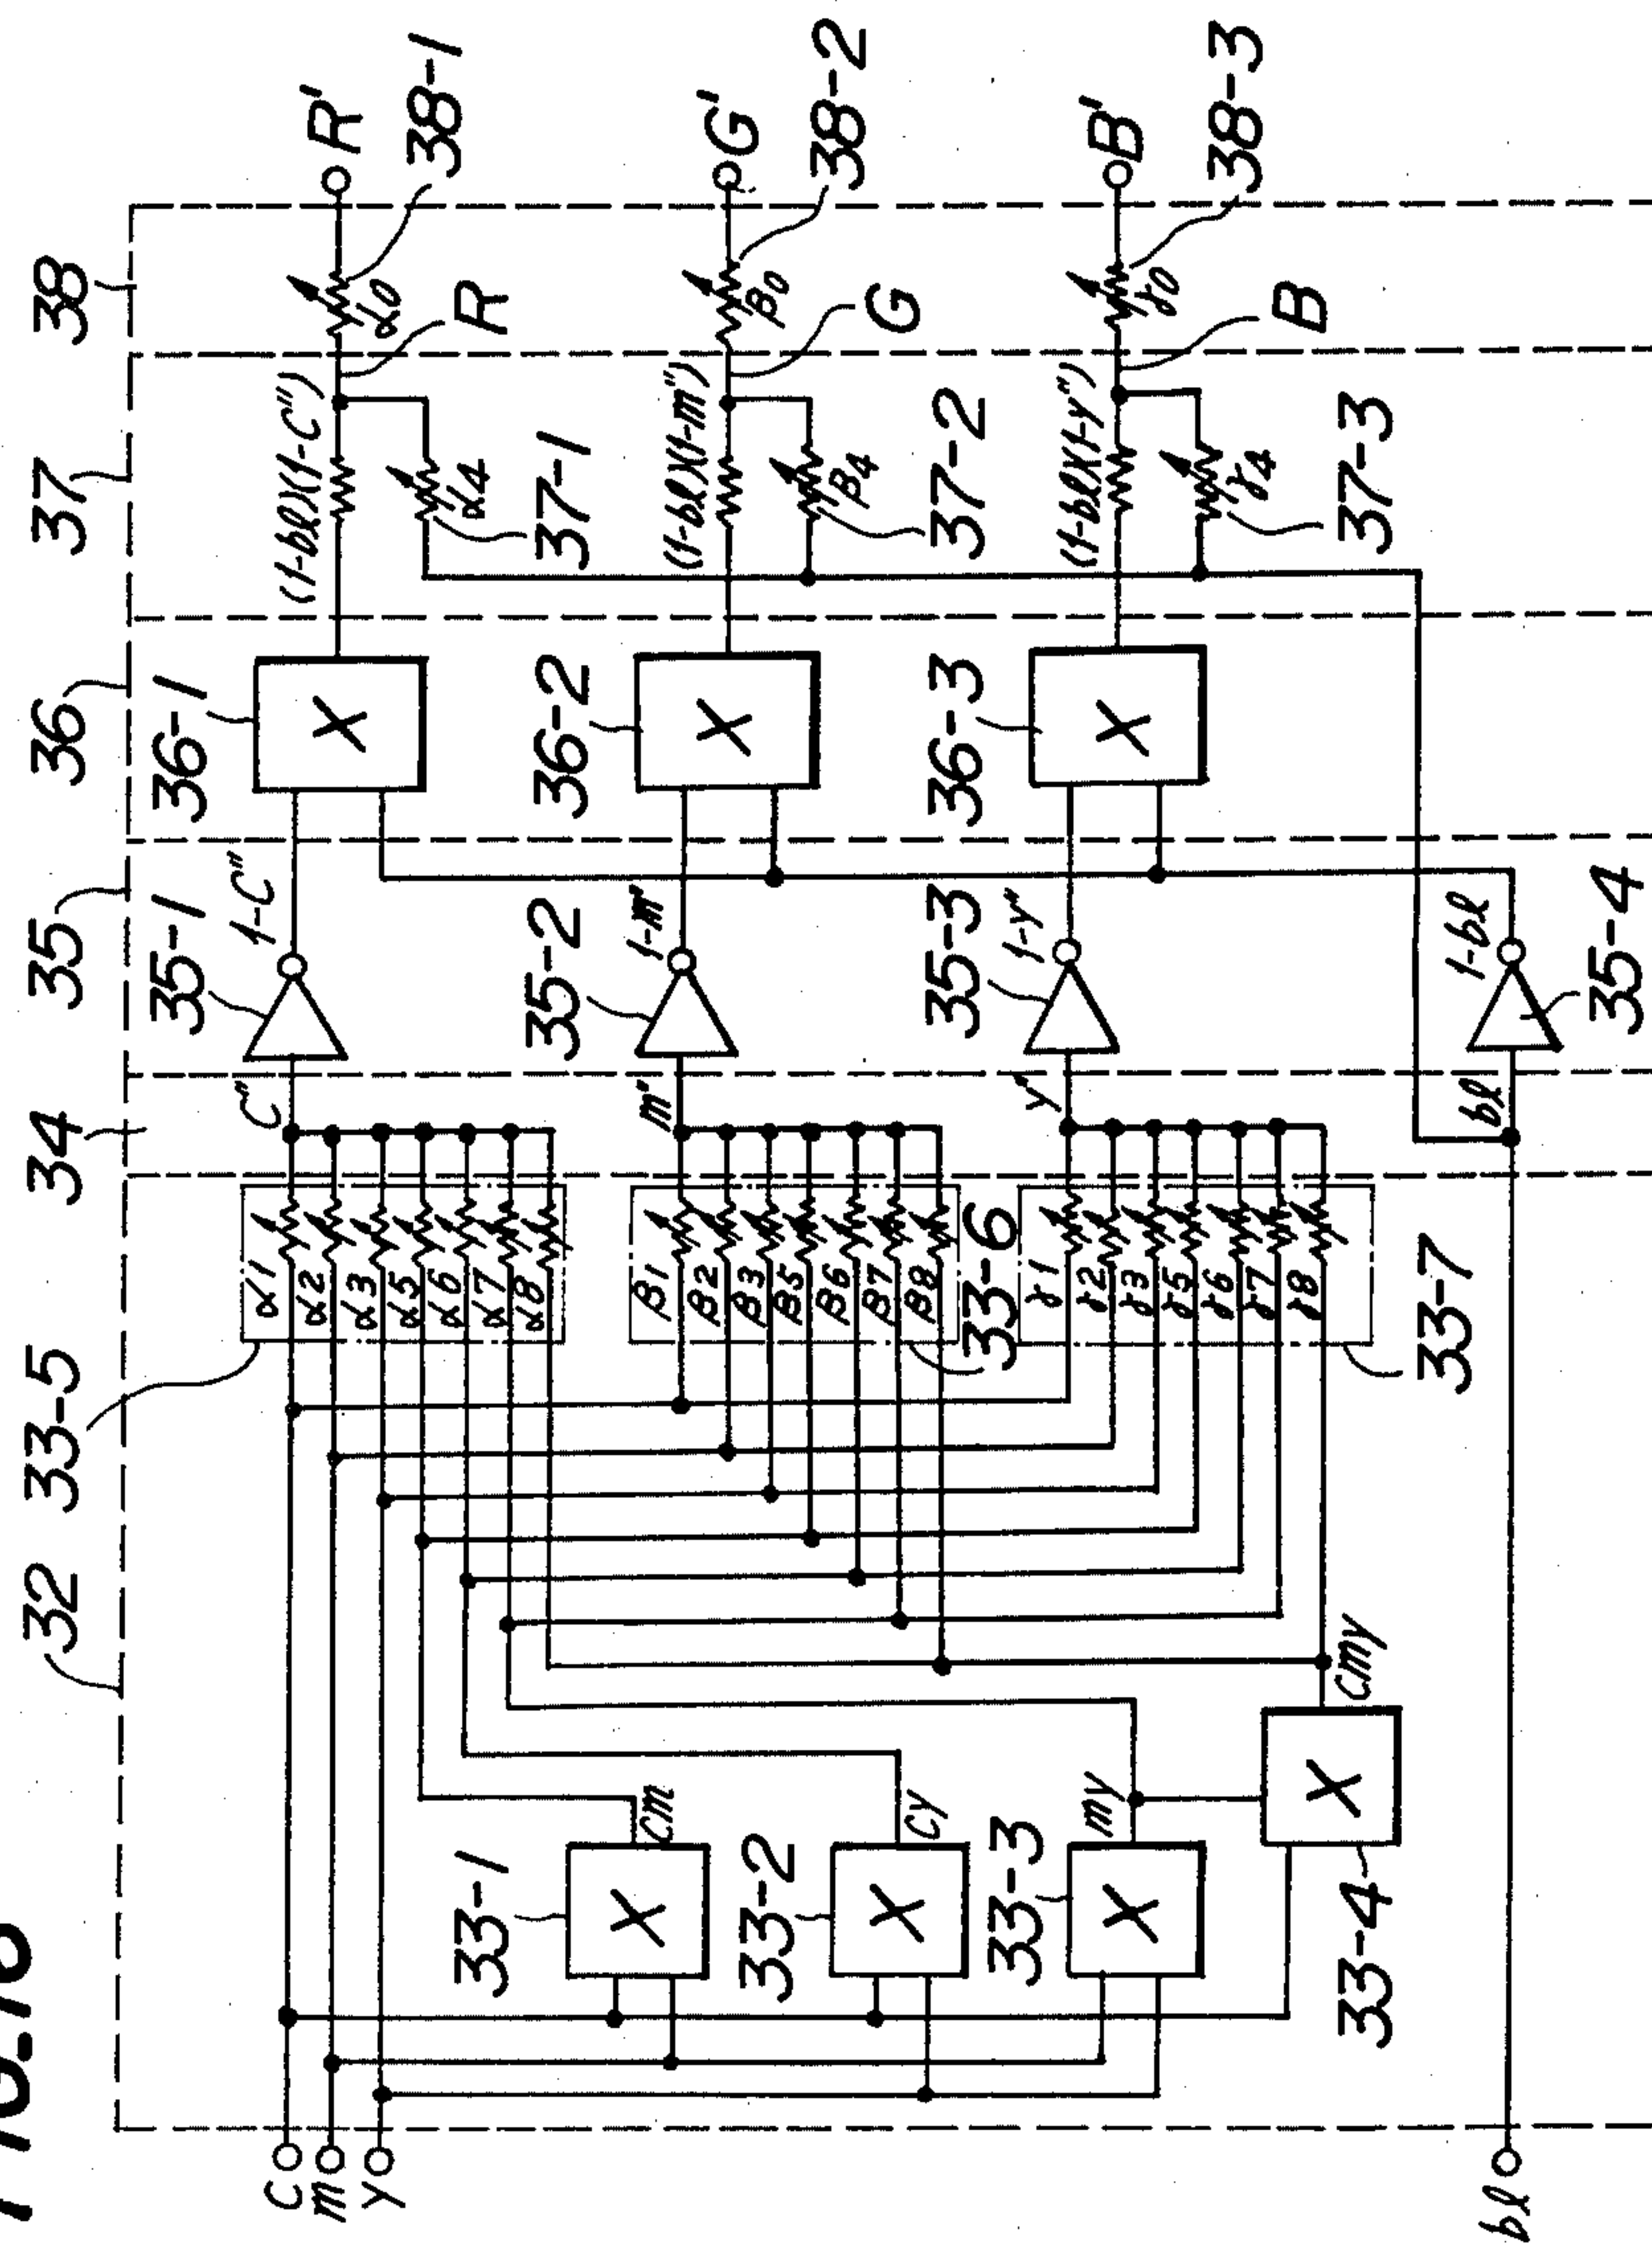 32
33-5
34
35
36
37
38
C
m
y
bl
33-1
33-2
33-3
33-4
X
X
X
X
cm
cy
my
cmy
α1
α2
α3
α5
α6
α7
α8
β1
β2
β3
β5
β6
β7
β8
33-6
γ1
γ2
γ3
γ5
γ6
γ7
γ8
33-7
C"
m"
y"
bl
35-1
1-C"
35-2
1-m"
35-3
1-y"
1-bl
35-4
36-1
X
36-2
X
36-3
X
(1-bl)(1-C")
α4
37-1
(1-bl)(1-m")
β4
37-2
(1-bl)(1-y")
γ4
37-3
α0
R
β0
G
γ0
B
R'
38-1
G'
38-2
B'
38-3